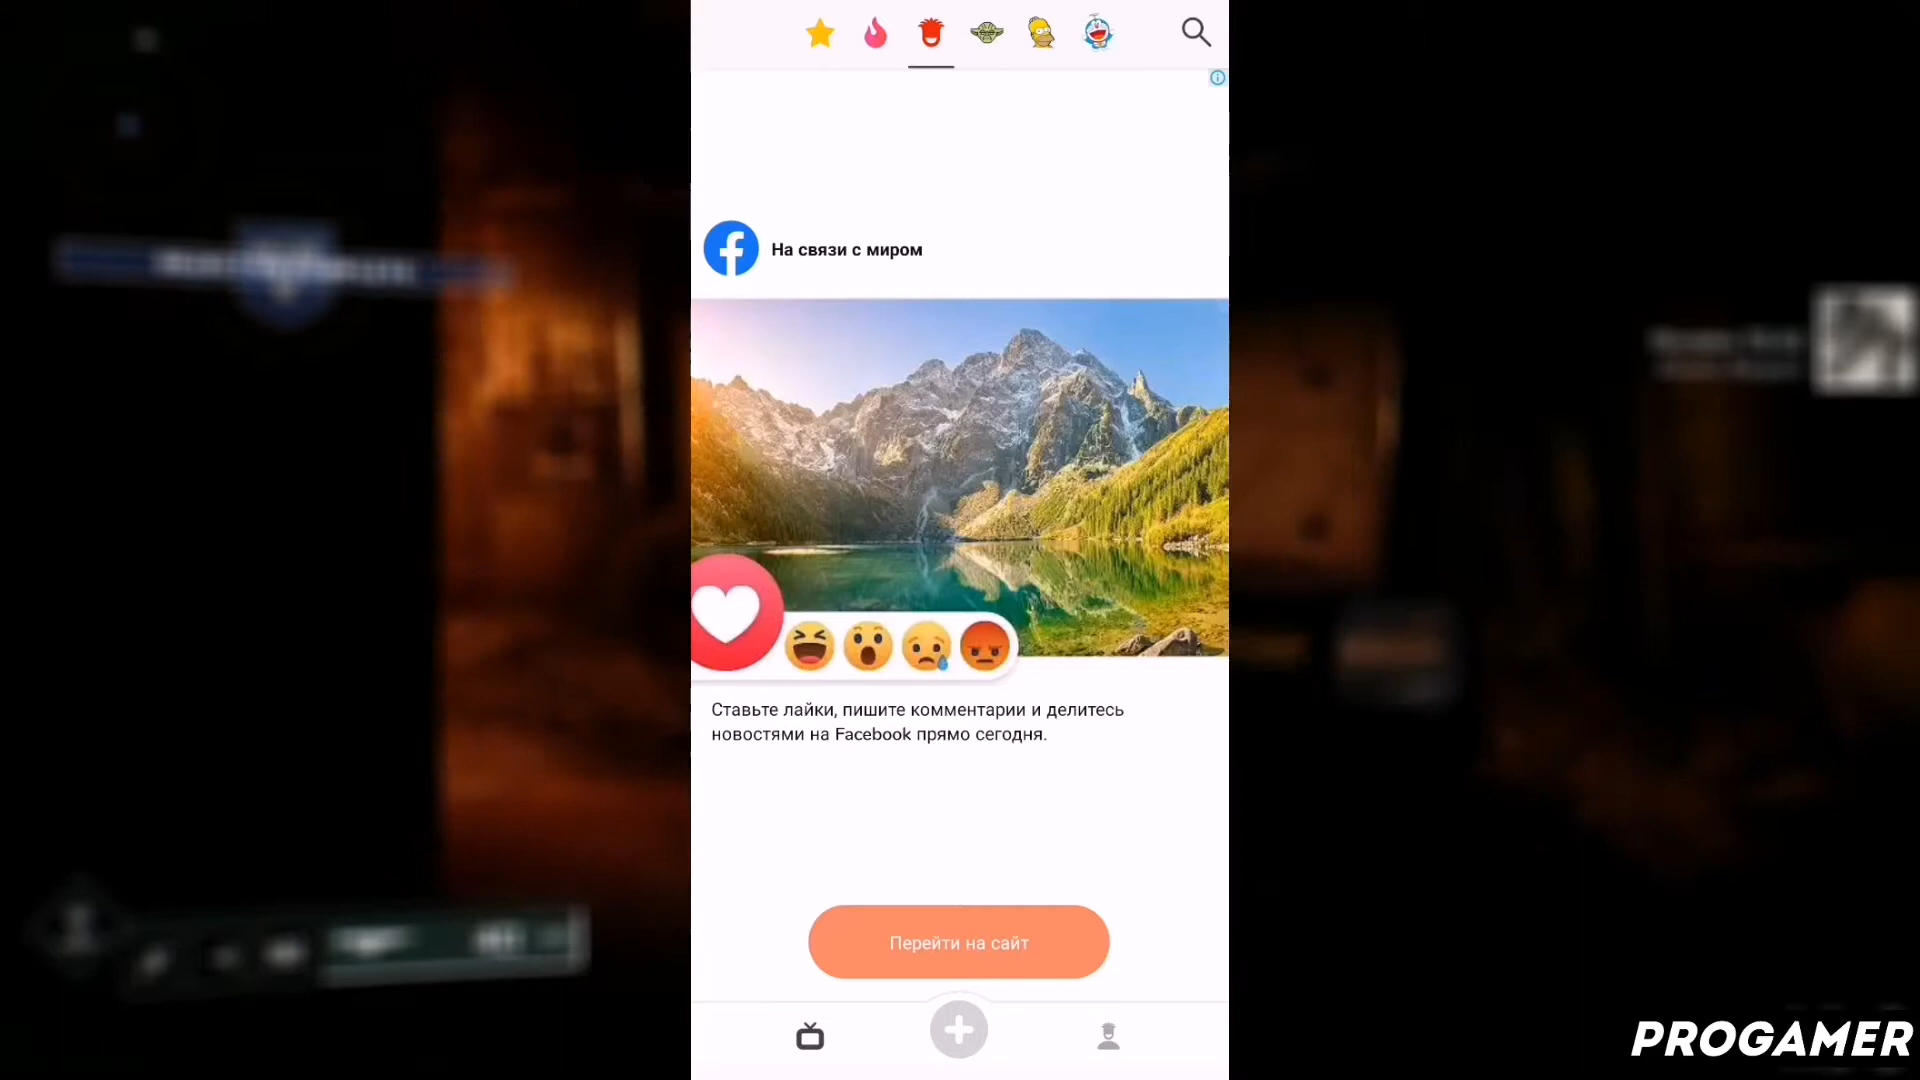 На связи с миром
Ставьте лайки, пишите комментарии и делитесь
новостями на Facebook прямо сегодня.
Перейти на сайт
PROGAMER